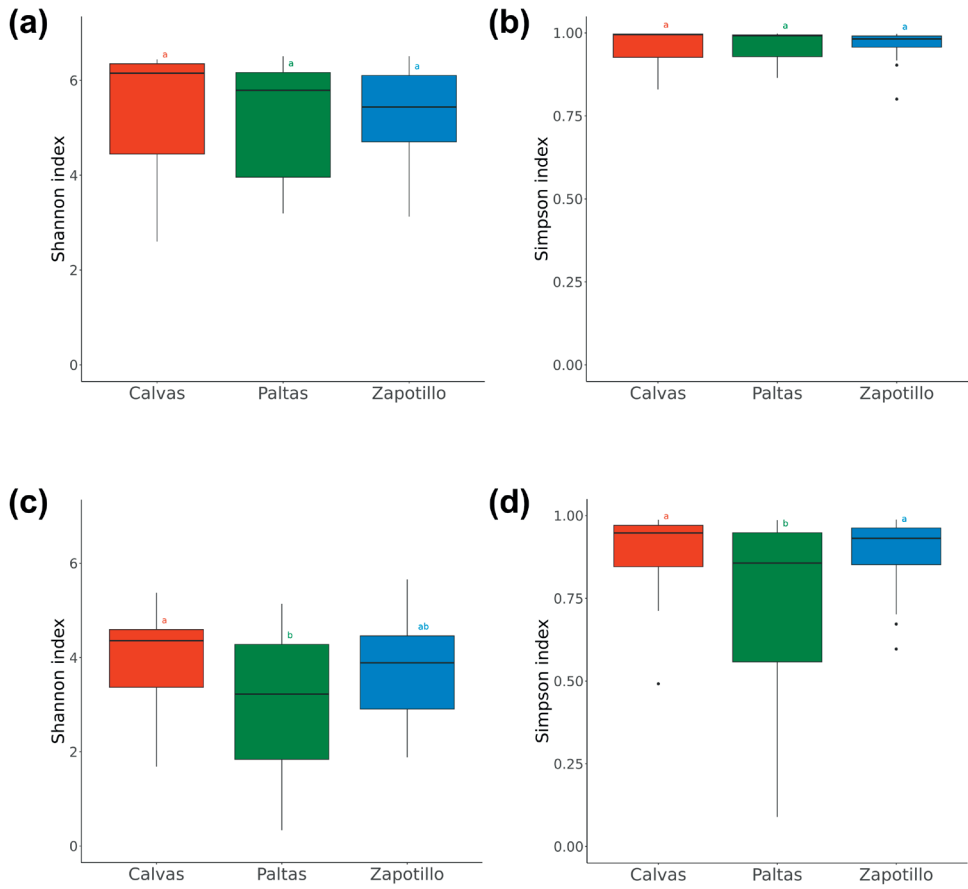 (a)
Shannon index
6
4
2
0
a
a
a
Calvas Paltas Zapotillo
(b)
Simpson index
1.00
0.75
0.50
0.25
0.00
a
a
a
Calvas Paltas Zapotillo
(c)
Shannon index
6
4
2
0
a
b
ab
Calvas Paltas Zapotillo
(d)
Simpson index
1.00
0.75
0.50
0.25
0.00
a
b
a
Calvas Paltas Zapotillo